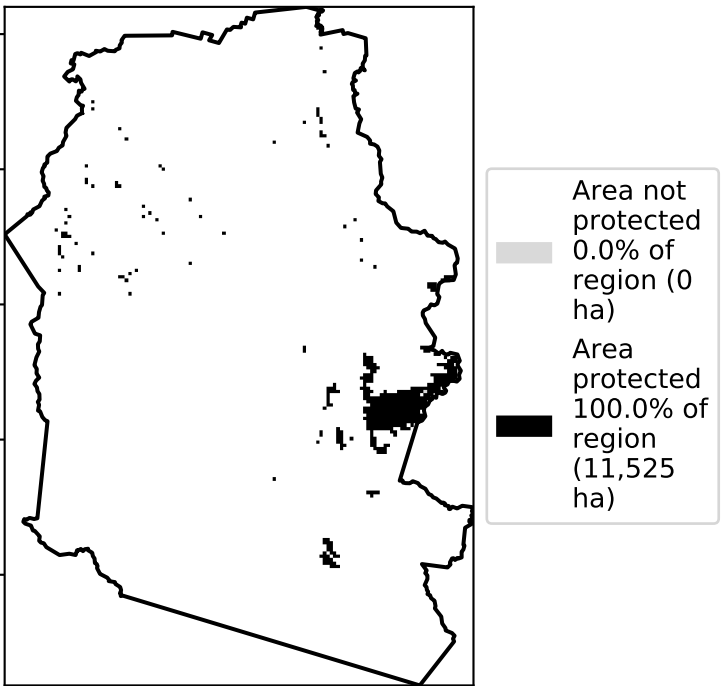 Area not
protected
0.0% of
region (0
ha)
Area
protected
100.0% of
region
(11,525
ha)